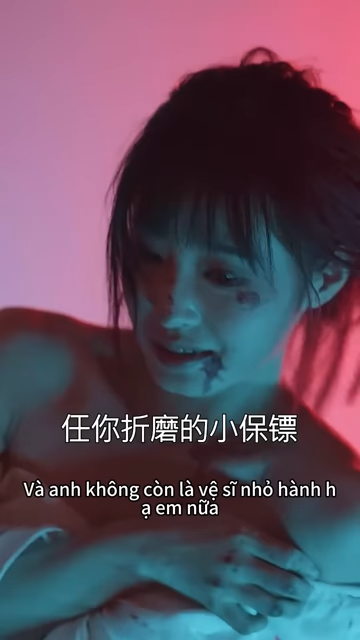 任你折磨的小保镖
Và anh không còn là vệ sĩ nhỏ hành h
ạ em nữa